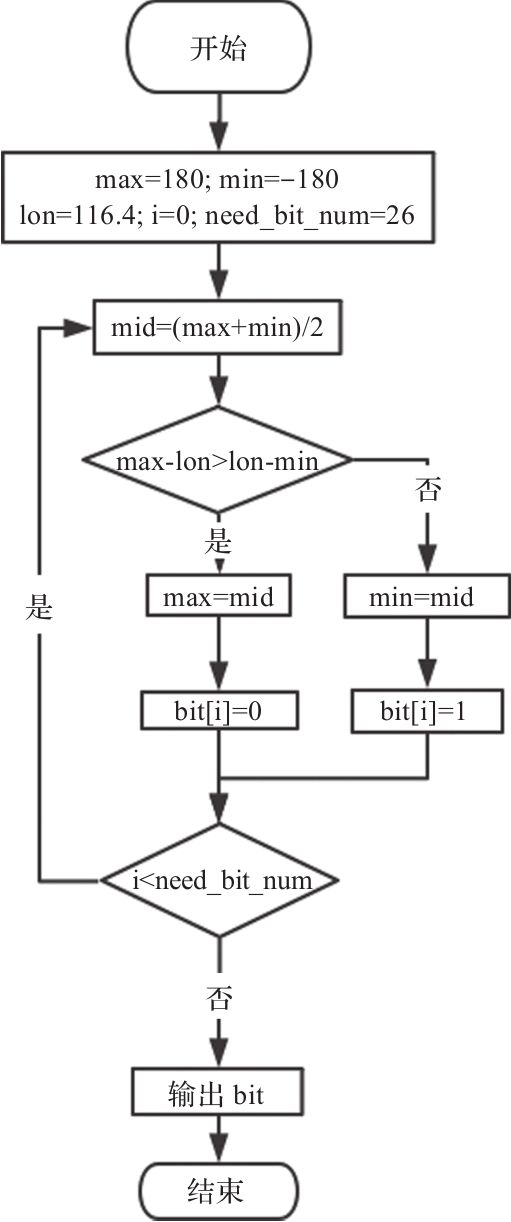 开始
max=180; min=-180
lon=116.4; i=0; need_bit_num=26
mid=(max+min)/2
max-lon>lon-min
否
是
max=mid
min=mid
是
bit[i]=0
bit[i]=1
i<need_bit_num
否
输出 bit
结束